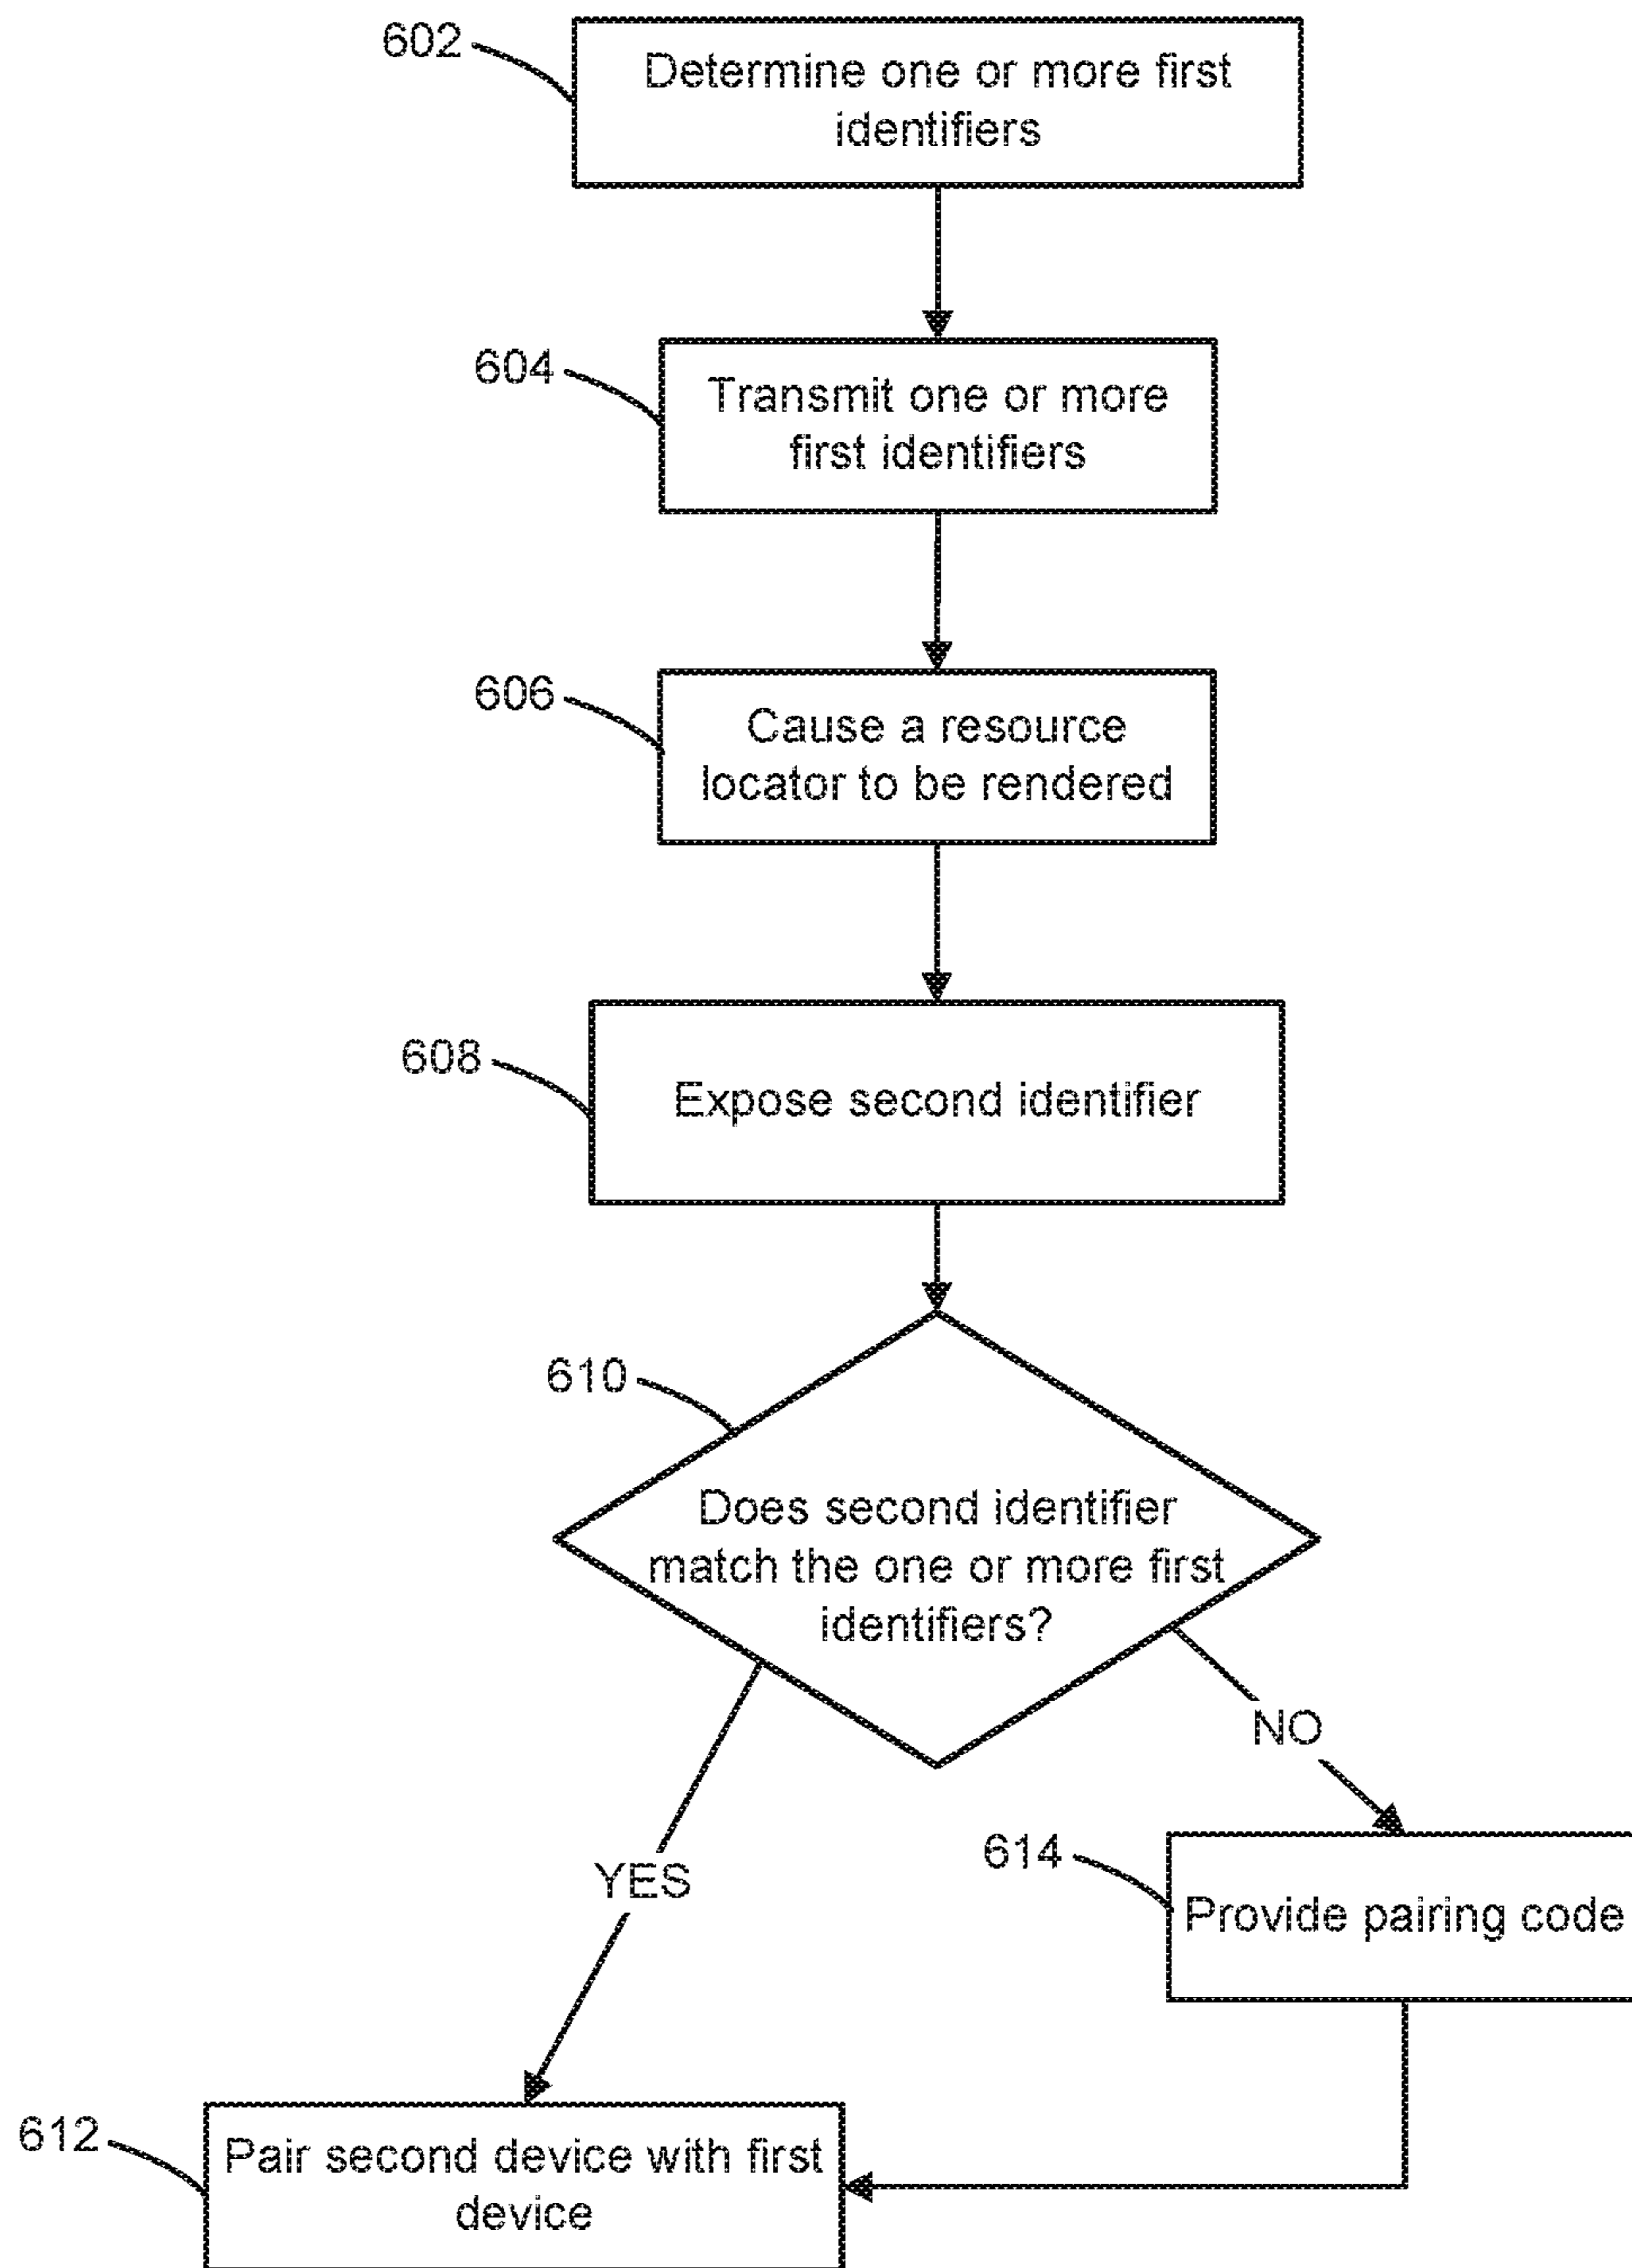 602
Determine one or more first
identifiers
604
Transmit one or more
first identifiers
606
Cause a resource
locator to be rendered
608
Expose second identifier
610
Does second identifier
match the one or more first
identifiers?
NO
YES
614
Provide pairing code
612
Pair second device with first
device